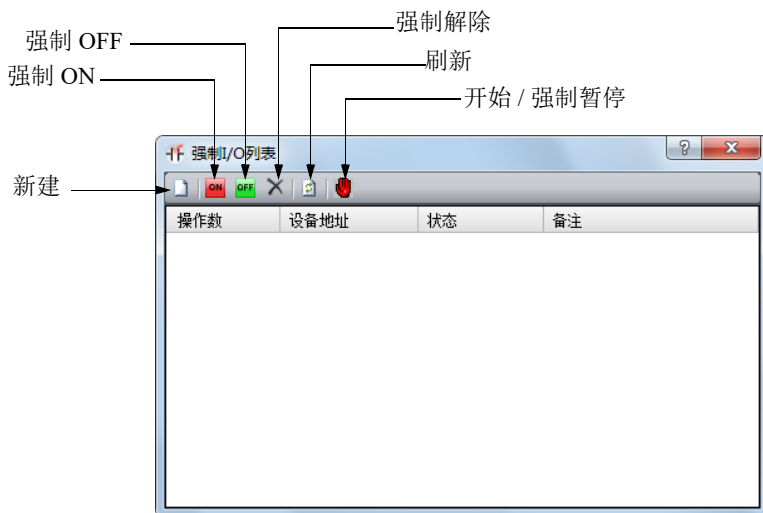 强制解除
强制 OFF
刷新
强制 ON
开始 / 强制暂停
强制I/O列表
?
X
新建
ON OFF
操作数 设备地址 状态 备注